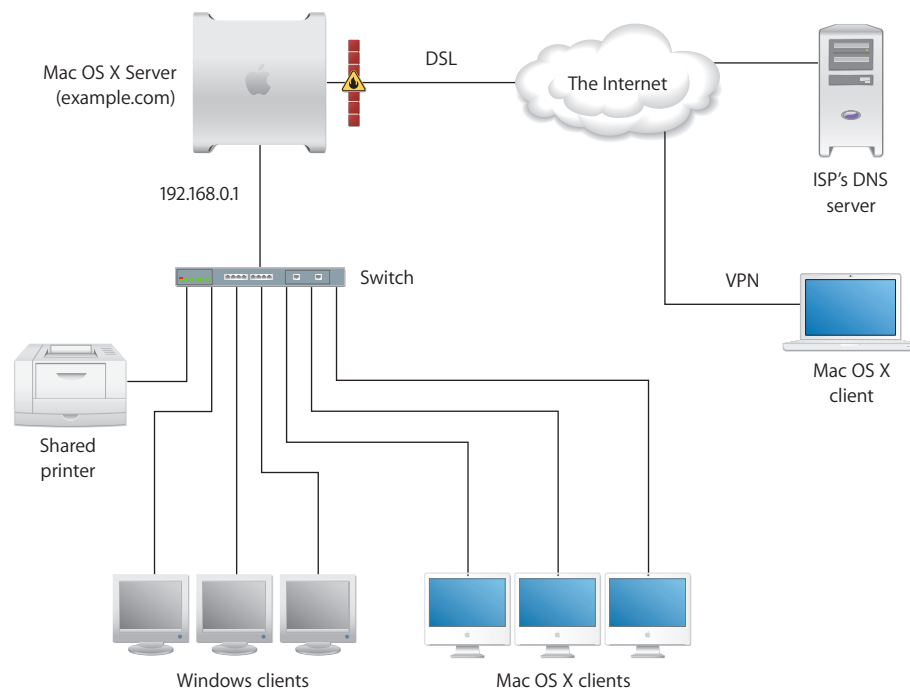 Mac OS X Server
(example.com)
DSL
The Internet
ISP's DNS
server
192.168.0.1
Switch
VPN
Mac OS X
client
Shared
printer
Windows clients
Mac OS X clients